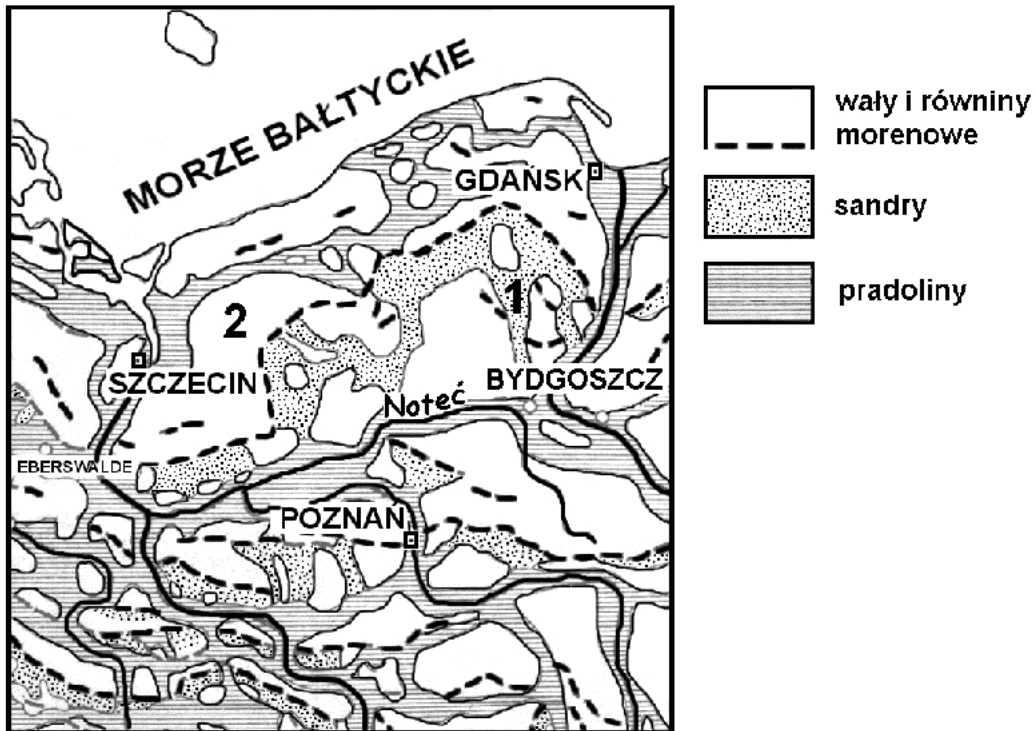 MORZE BAŁTYCKIE
GDAŃSK
1
2
SZCZECIN
BYDGOSZCZ
Noteć
EBERSWALDE
POZNAŃ
wały i równiny
morenowe
sandry
pradoliny